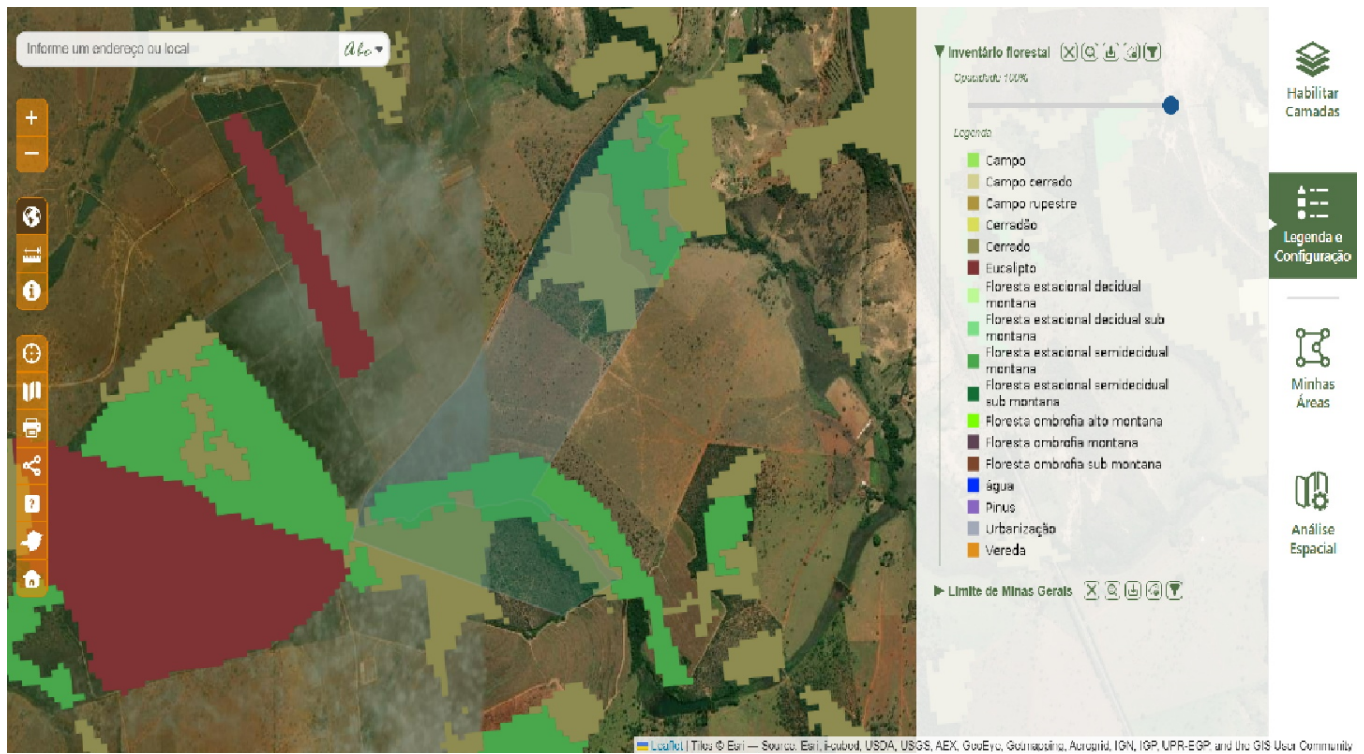 Informe um endereço ou local
Abc
+
−
?
Inventário florestal
Opacidade 100%
Legenda
Campo
Campo cerrado
Campo rupestre
Cerradão
Cerrado
Eucalipto
Floresta estacional decidual
montana
Floresta estacional decidual sub
montana
Floresta estacional semidecidual
montana
Floresta estacional semidecidual
sub montana
Floresta ombrofia alto montana
Floresta ombrofia montana
Floresta ombrofia sub montana
água
Pinus
Urbanização
Vereda
Limite de Minas Gerais
Habilitar
Camadas
Legenda e
Configuração
Minhas
Áreas
Análise
Espacial
Leaflet | Tiles © Esri — Source: Esri, i-cubed, USDA, USGS, AEX, GeoEye, Getmapping, Aerogrid, IGN, IGP, UPR-EGP, and the GIS User Community